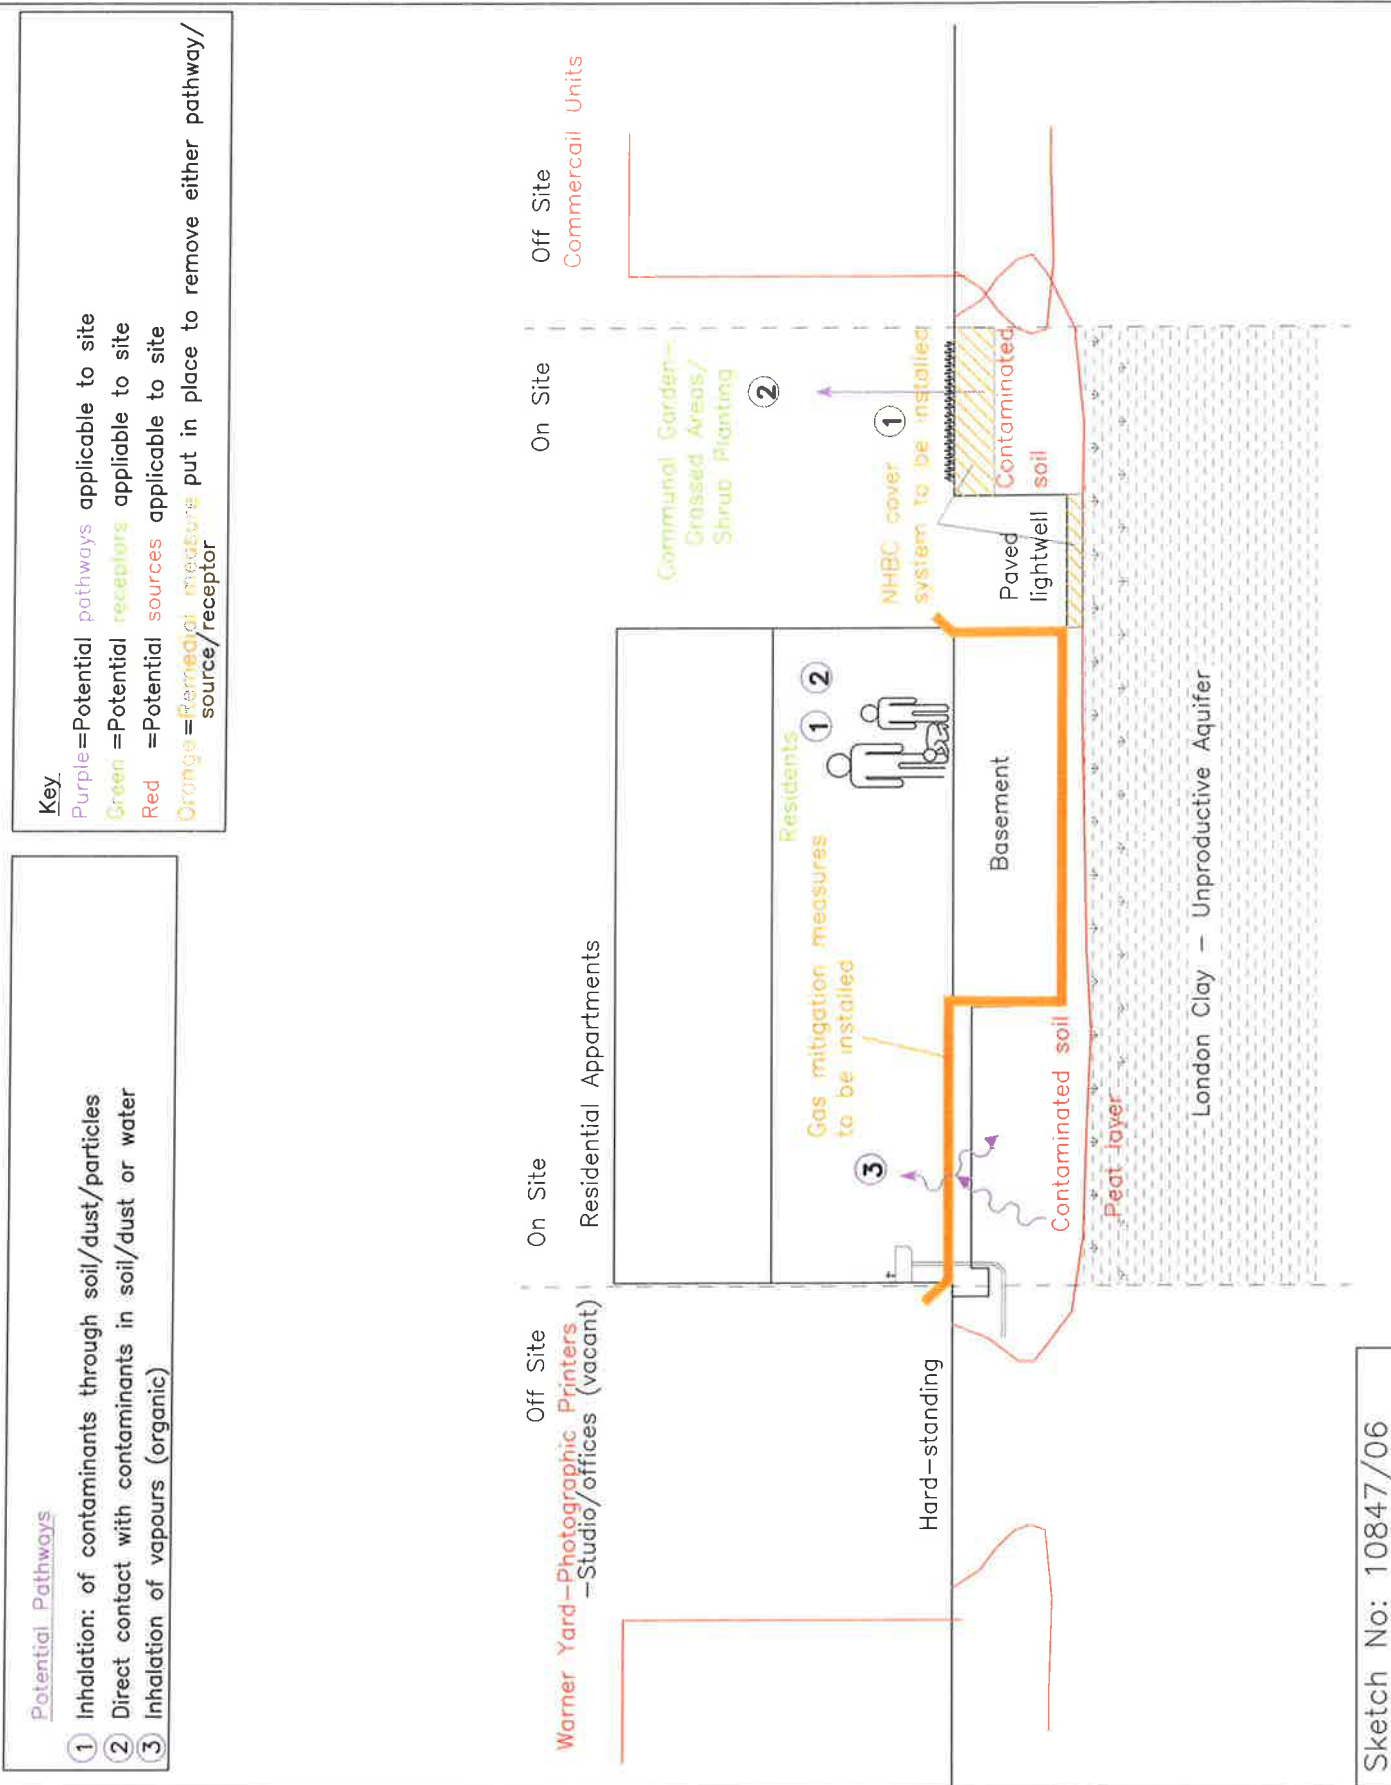 Potential Pathways
1 Inhalation: of contaminants through soil/dust/particles
2 Direct contact with contaminants in soil/dust or water
3 Inhalation of vapours (organic)
Key
Purple=Potential pathways applicable to site
Green =Potential receptors appliable to site
Red =Potential sources applicable to site
Orange =Remedial measure put in place to remove either pathway/
source/receptor
Off Site
Warner Yard-Photographic Printers
-Studio/offices (vacant)
On Site
Residential Appartments
On Site
Off Site
Commercail Units
Communal Garden-
Grassed Areas/
Shrub Planting
2
Residents
1 2
Gas mitigation measures
to be installed
3
NHBC cover 1
system to be installed
Hard-standing
Basement
Paved
lightwell
Contaminated
soil
Contaminated soil
Peat layer
London Clay - Unproductive Aquifer
Sketch No: 10847/06